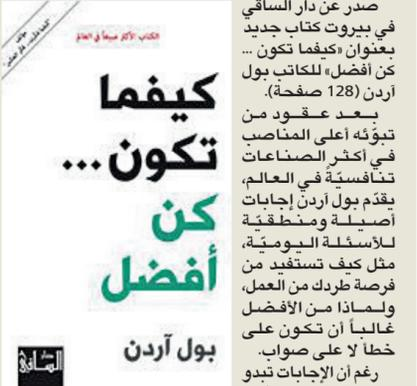 صدر عن دار الساقي
في بيروت كتاب جديد
بعنوان «كيفما تكون ...
كن أفضل» للكاتب بول
آردن (128 صفحة).
بعد عقود من
تبوّئه أعلى المناصب
في أكثر الصناعات
تنافسيّة في العالم،
يقدّم بول آردن إجابات
أصيلة ومنطقيّة
للأسئلة اليوميّة،
مثل كيف تستفيد من
فرصة طردك من العمل،
ولماذا من الأفضل
غالباً أن تكون على
خطأ لا على صواب.
رغم أن الإجابات تبدو
الكتاب الأكثر مبيعاً في العالم
كيفما
تكون...
كن
أفضل
بول آردن
الساقي